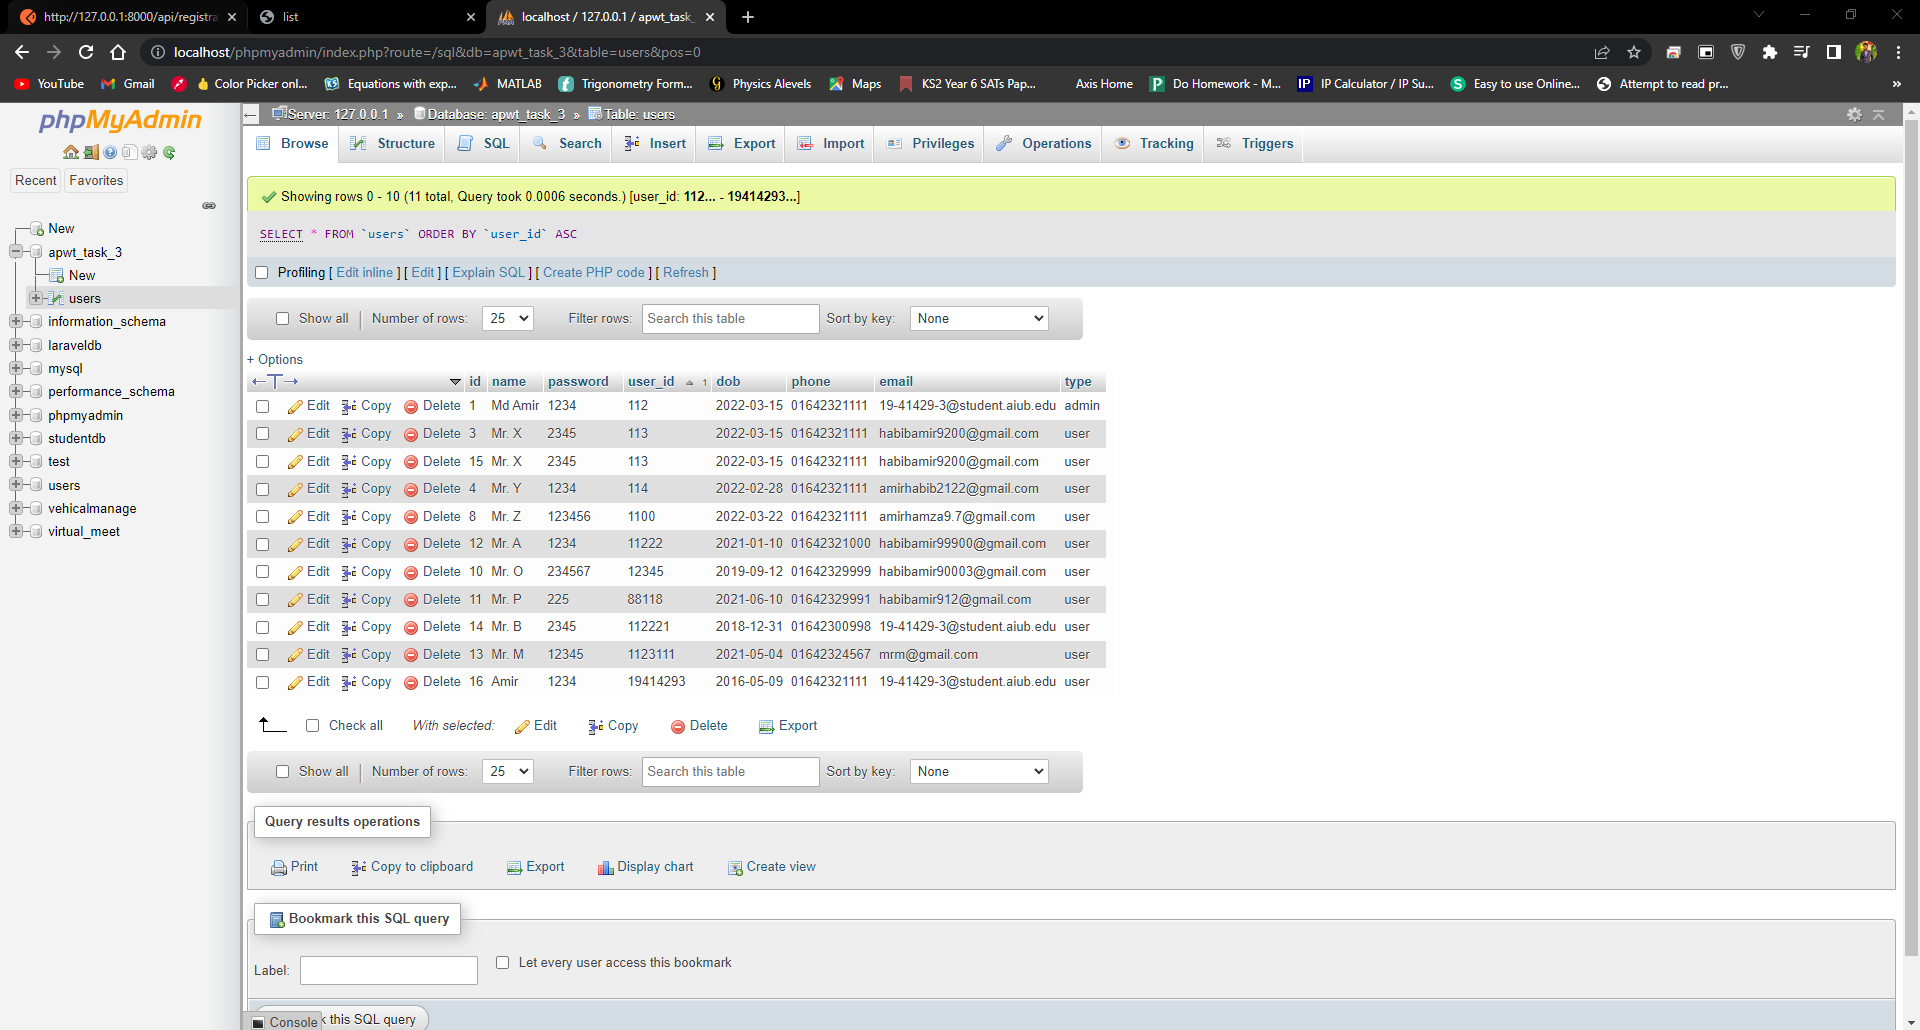 http://127.0.0.1:8000/api/registra
list
localhost / 127.0.0.1 / apwt_task_
localhost/phpmyadmin/index.php?route=/sql&db=apwt_task_3&table=users&pos=0
YouTube Gmail Color Picker onl... Equations with exp... MATLAB Trigonometry Form... Physics Alevels Maps KS2 Year 6 SATs Pap... Axis Home Do Homework - M... IP IP Calculator / IP Su... Easy to use Online... Attempt to read pr... »
phpMyAdmin
Recent Favorites
New
apwt_task_3
New
users
information_schema
laraveldb
mysql
performance_schema
phpmyadmin
studentdb
test
users
vehicalmanage
virtual_meet
Server: 127.0.0.1 » Database: apwt_task_3 » Table: users
Browse Structure SQL Search Insert Export Import Privileges Operations Tracking Triggers
Showing rows 0 - 10 (11 total, Query took 0.0006 seconds.) [user_id: 112... - 19414293...]
SELECT * FROM `users` ORDER BY `user_id` ASC
Profiling [ Edit inline ] [ Edit ] [ Explain SQL ] [ Create PHP code ] [ Refresh ]
Show all Number of rows: 25 Filter rows: Search this table Sort by key: None
+ Options
id name password user_id 1 dob phone email type
Edit Copy Delete 1 Md Amir 1234 112 2022-03-15 01642321111 19-41429-3@student.aiub.edu admin
Edit Copy Delete 3 Mr. X 2345 113 2022-03-15 01642321111 habibamir9200@gmail.com user
Edit Copy Delete 15 Mr. X 2345 113 2022-03-15 01642321111 habibamir9200@gmail.com user
Edit Copy Delete 4 Mr. Y 1234 114 2022-02-28 01642321111 amirhabib2122@gmail.com user
Edit Copy Delete 8 Mr. Z 123456 1100 2022-03-22 01642321111 amirhamza9.7@gmail.com user
Edit Copy Delete 12 Mr. A 1234 11222 2021-01-10 01642321000 habibamir99900@gmail.com user
Edit Copy Delete 10 Mr. O 234567 12345 2019-09-12 01642329999 habibamir90003@gmail.com user
Edit Copy Delete 11 Mr. P 225 88118 2021-06-10 01642329991 habibamir912@gmail.com user
Edit Copy Delete 14 Mr. B 2345 112221 2018-12-31 01642300998 19-41429-3@student.aiub.edu user
Edit Copy Delete 13 Mr. M 12345 1123111 2021-05-04 01642324567 mrm@gmail.com user
Edit Copy Delete 16 Amir 1234 19414293 2016-05-09 01642321111 19-41429-3@student.aiub.edu user
Check all With selected: Edit Copy Delete Export
Show all Number of rows: 25 Filter rows: Search this table Sort by key: None
Query results operations
Print Copy to clipboard Export Display chart Create view
Bookmark this SQL query
Label: Let every user access this bookmark
Console k this SQL query